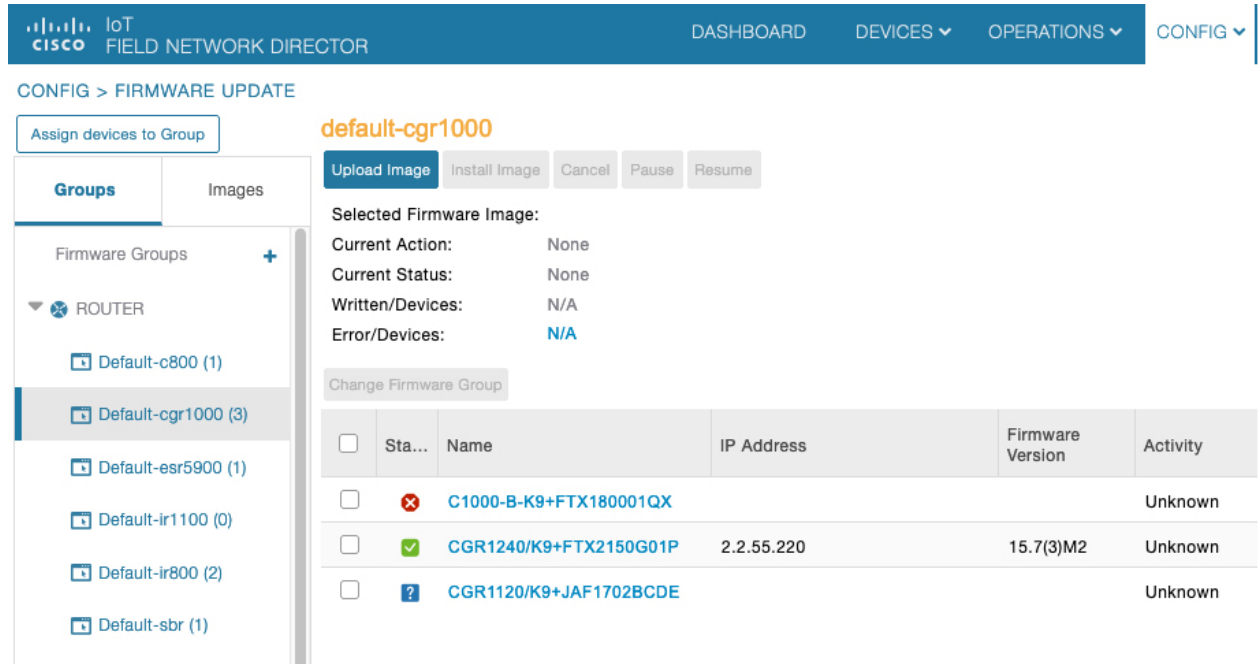 IoT
CISCO FIELD NETWORK DIRECTOR
DASHBOARD DEVICES OPERATIONS CONFIG
CONFIG > FIRMWARE UPDATE
Assign devices to Group
Groups Images
Firmware Groups +
ROUTER
Default-c800 (1)
Default-cgr1000 (3)
Default-esr5900 (1)
Default-ir1100 (0)
Default-ir800 (2)
Default-sbr (1)
default-cgr1000
Upload Image Install Image Cancel Pause Resume
Selected Firmware Image:
Current Action: None
Current Status: None
Written/Devices: N/A
Error/Devices: N/A
Change Firmware Group
Sta... Name IP Address Firmware Version Activity
C1000-B-K9+FTX180001QX Unknown
CGR1240/K9+FTX2150G01P 2.2.55.220 15.7(3)M2 Unknown
? CGR1120/K9+JAF1702BCDE Unknown